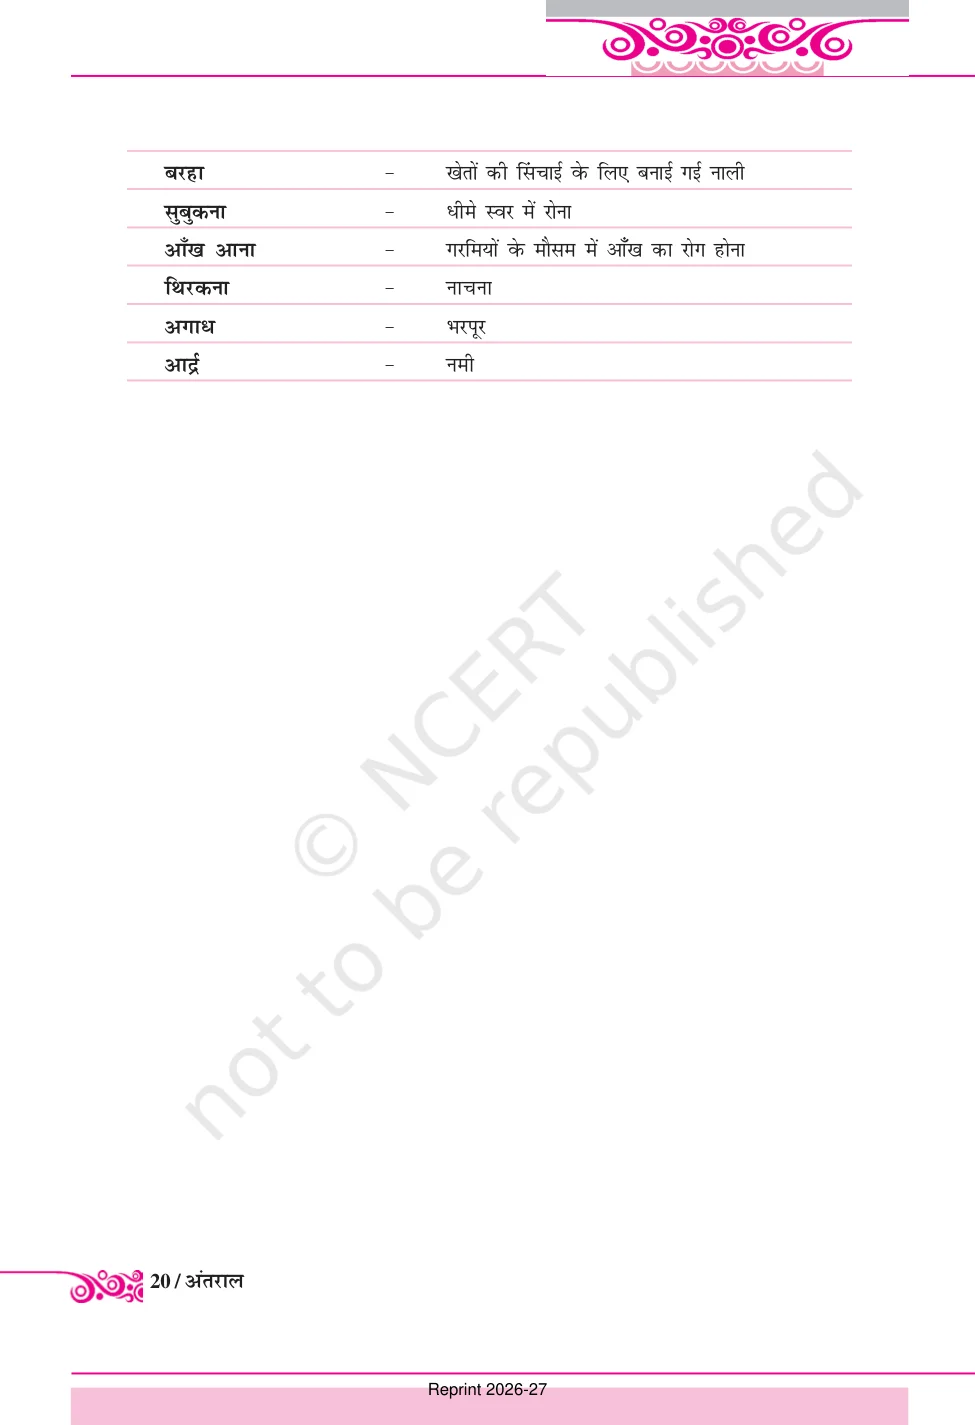 बरहा - खेतों की सिंचाई के लिए बनाई गई नाली
सुबुकना - धीमे स्वर में रोना
आँख आना - गरमियों के मौसम में आँख का रोग होना
थिरकना - नाचना
अगाध - भरपूर
आर्द्र - नमी
© NCERT
not to be republished
20 / अंतराल
Reprint 2026-27